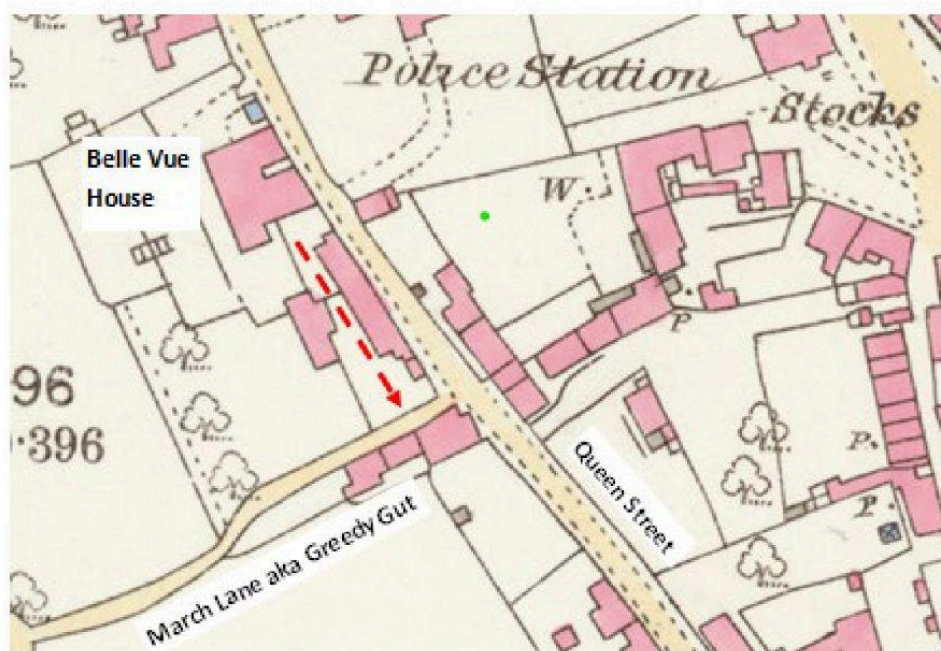 Police Station
Stocks
Belle Vue
House
W
P
96
·396
P.
Queen Street
P
March Lane aka Greedy Gut